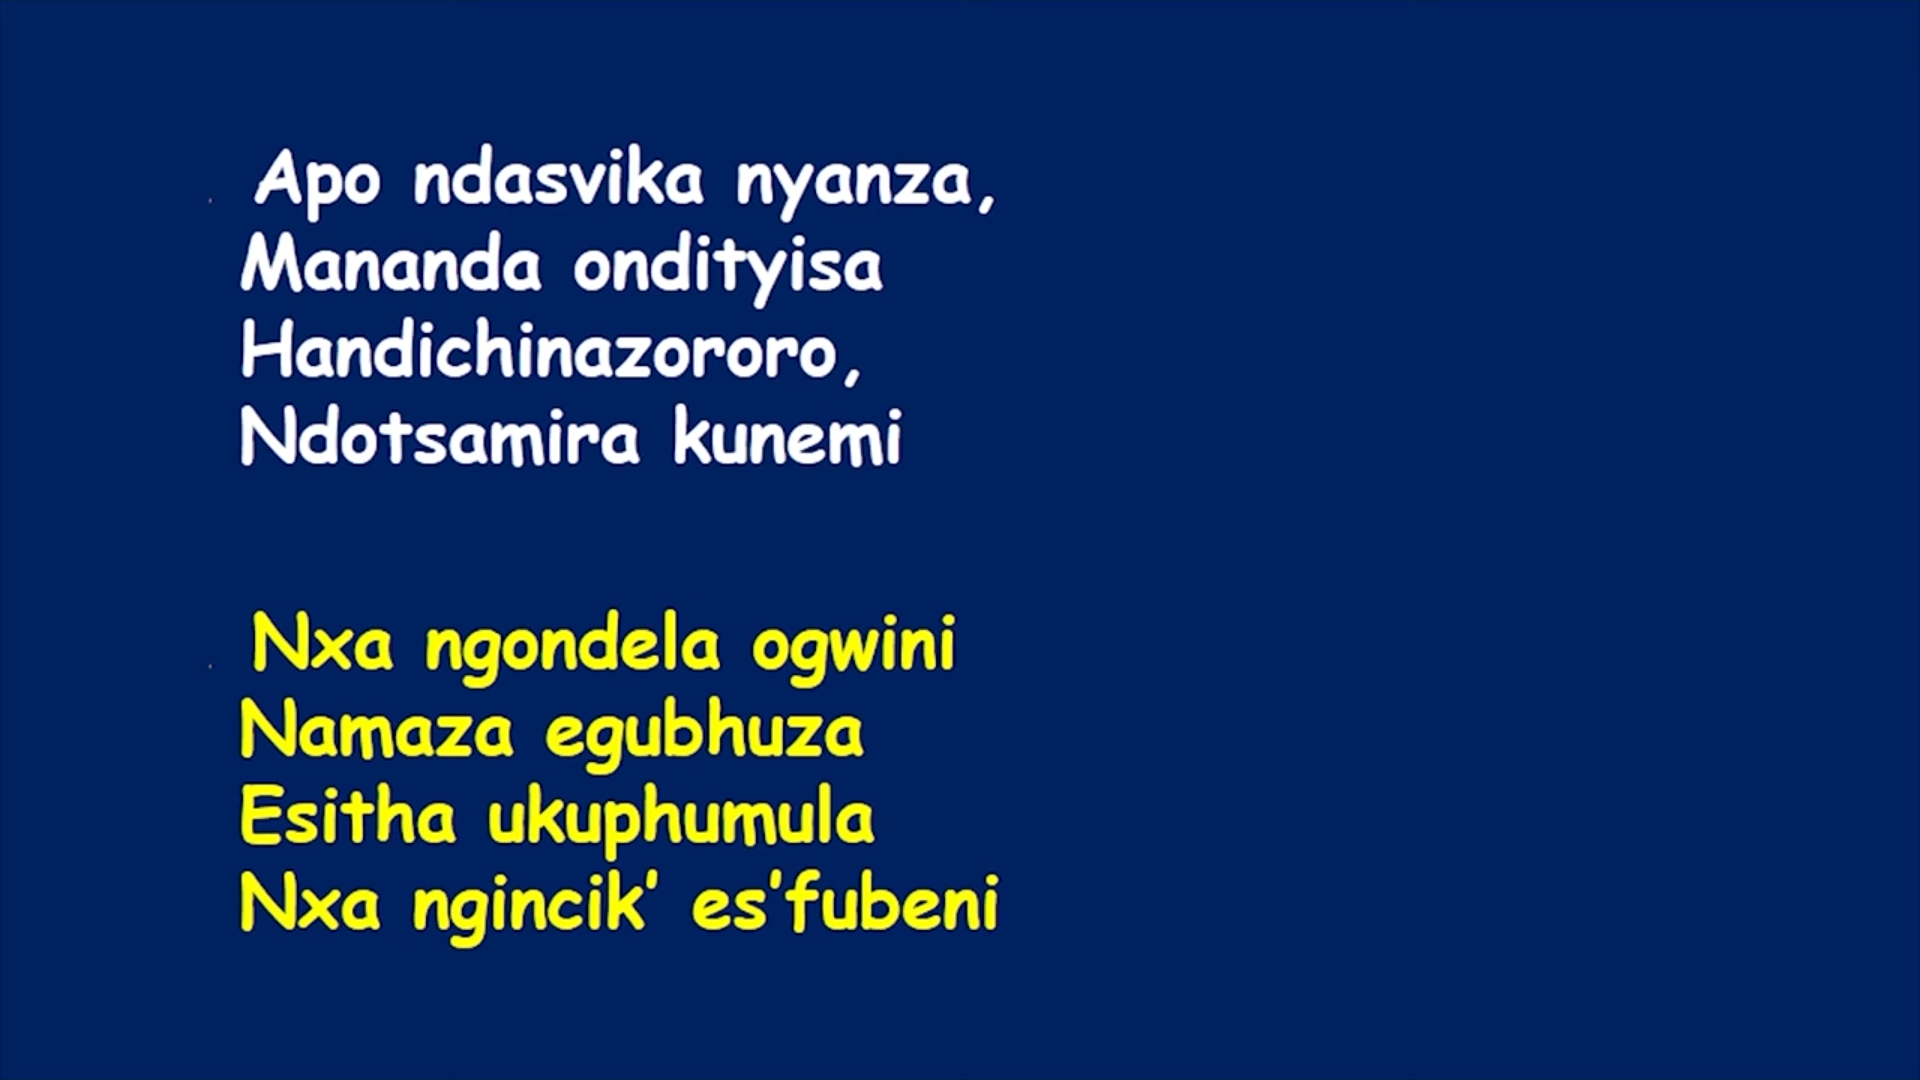 Apo ndasvika nyanza,
Mananda ondityisa
Handichinazororo,
Ndotsamira kunemi
Nxa ngondela ogwini
Namaza egubhuza
Esitha ukuphumula
Nxa ngincik’ es’fubeni